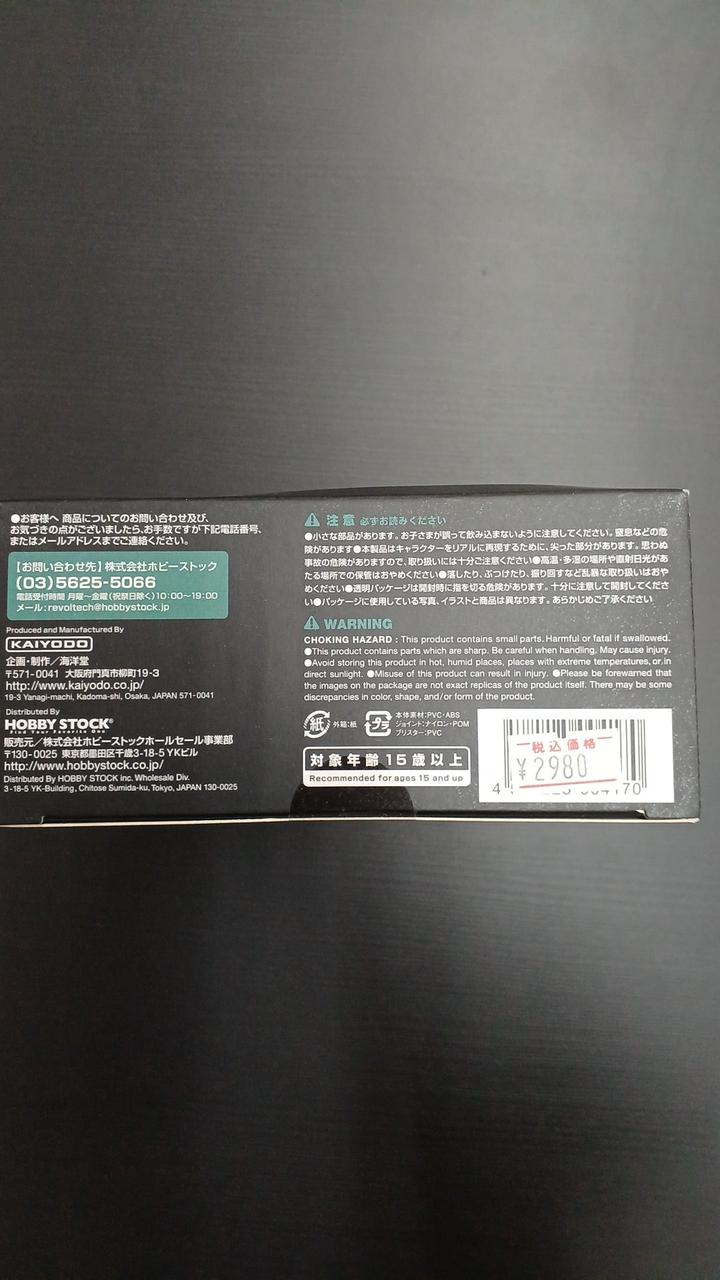 ●お客様へ 商品についてのお問い合わせ及び、
お気づきの点がございましたら、お手数ですが下記電話番号、
またはメールアドレスまでご連絡ください。
【お問い合わせ先】株式会社ホビーストック
(03)5625-5066
電話受付時間 月曜〜金曜(祝祭日除く)10:00〜19:00
メール:revoltech@hobbystock.jp
Produced and Manufactured By
KAIYODO
企画・制作／海洋堂
〒571-0041 大阪府門真市柳町19-3
http://www.kaiyodo.co.jp/
19-3 Yanagi-machi, Kadoma-shi, Osaka, JAPAN 571-0041
Distributed By
HOBBY STOCK®
Find Your Favorite One
販売元／株式会社ホビーストックホールセール事業部
〒130-0025 東京都墨田区千歳3-18-5 YKビル
http://www.hobbystock.co.jp/
Distributed By HOBBY STOCK inc. Wholesale Div.
3-18-5 YK-Building, Chitose Sumida-ku, Tokyo, JAPAN 130-0025
注意 必ずお読みください
●小さな部品があります。お子さまが誤って飲み込まないように注意してください。窒息などの危
険があります●本製品はキャラクターをリアルに再現するために、尖った部分があります。思わぬ
事故の危険がありますので、取り扱いには十分ご注意ください●高温・多湿の場所や直射日光があ
たる場所での保管はおやめください●落したり、ぶつけたり、振り回すなど乱暴な取り扱いはおや
めください●透明パッケージは開封時に指を切る危険があります。十分に注意して開封してくださ
い●パッケージに使用している写真、イラストと商品は異なります。あらかじめご了承ください
WARNING
CHOKING HAZARD : This product contains small parts. Harmful or fatal if swallowed.
●This product contains parts which are sharp. Be careful when handling. May cause injury.
●Avoid storing this product in hot, humid places, places with extreme temperatures, or in
direct sunlight. ●Misuse of this product can result in injury. ●Please be forewarned that
the images on the package are not exact replicas of the product itself. There may be some
discrepancies in color, shape, and/or form of the product.
紙
外箱:紙
プラ
本体素材:PVC・ABS
ジョイント:ナイロン・POM
ブリスター:PVC
対象年齢15歳以上
Recommended for ages 15 and up
税込価格
¥2980
4